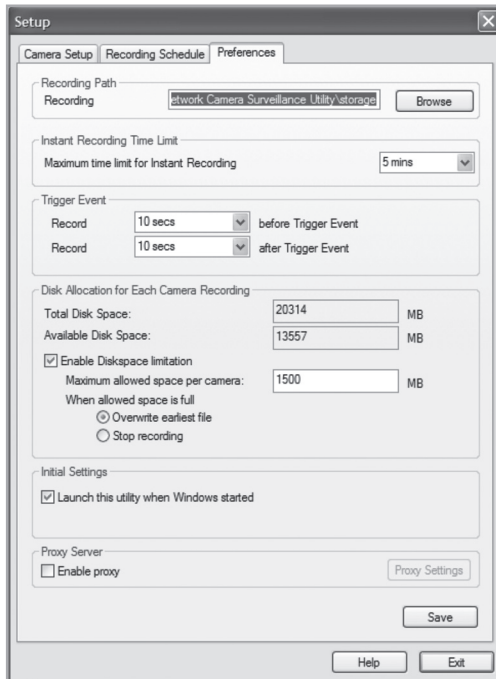 Setup
Camera Setup Recording Schedule Preferences
Recording Path
Recording etwork Camera Surveillance Utility\storage Browse
Instant Recording Time Limit
Maximum time limit for Instant Recording 5 mins
Trigger Event
Record 10 secs before Trigger Event
Record 10 secs after Trigger Event
Disk Allocation for Each Camera Recording
Total Disk Space: 20314 MB
Available Disk Space: 13557 MB
Enable Diskspace limitation
Maximum allowed space per camera: 1500 MB
When allowed space is full
Overwrite earliest file
Stop recording
Initial Settings
Launch this utility when Windows started
Proxy Server
Enable proxy Proxy Settings
Save
Help Exit